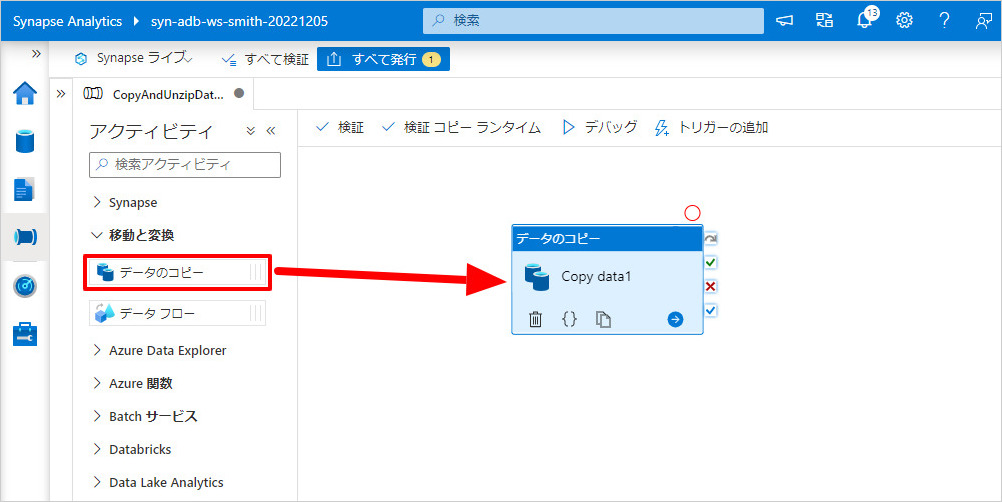 Synapse Analytics ▸ syn-adb-ws-smith-20221205 検索 13
Synapse ライブ すべて検証 すべて発行 1
CopyAndUnzipDat...
アクティビティ
検証 検証 コピー ランタイム デバッグ トリガーの追加
検索アクティビティ
Synapse
移動と変換
データのコピー
データ フロー
Azure Data Explorer
Azure 関数
Batch サービス
Databricks
Data Lake Analytics
データのコピー
Copy data1